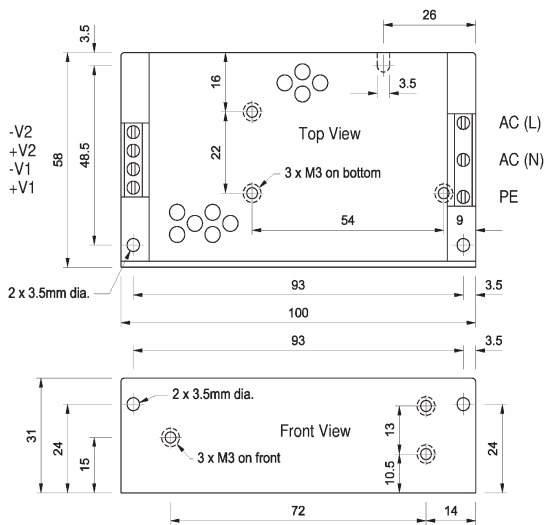 26
3.5
16
3.5
-V2
+V2
-V1
+V1
58
48.5
Top View
AC (L)
AC (N)
PE
22
3 x M3 on bottom
54
9
2 x 3.5mm dia.
93
3.5
100
93
3.5
2 x 3.5mm dia.
31
24
15
Front View
3 x M3 on front
13
10.5
24
72
14